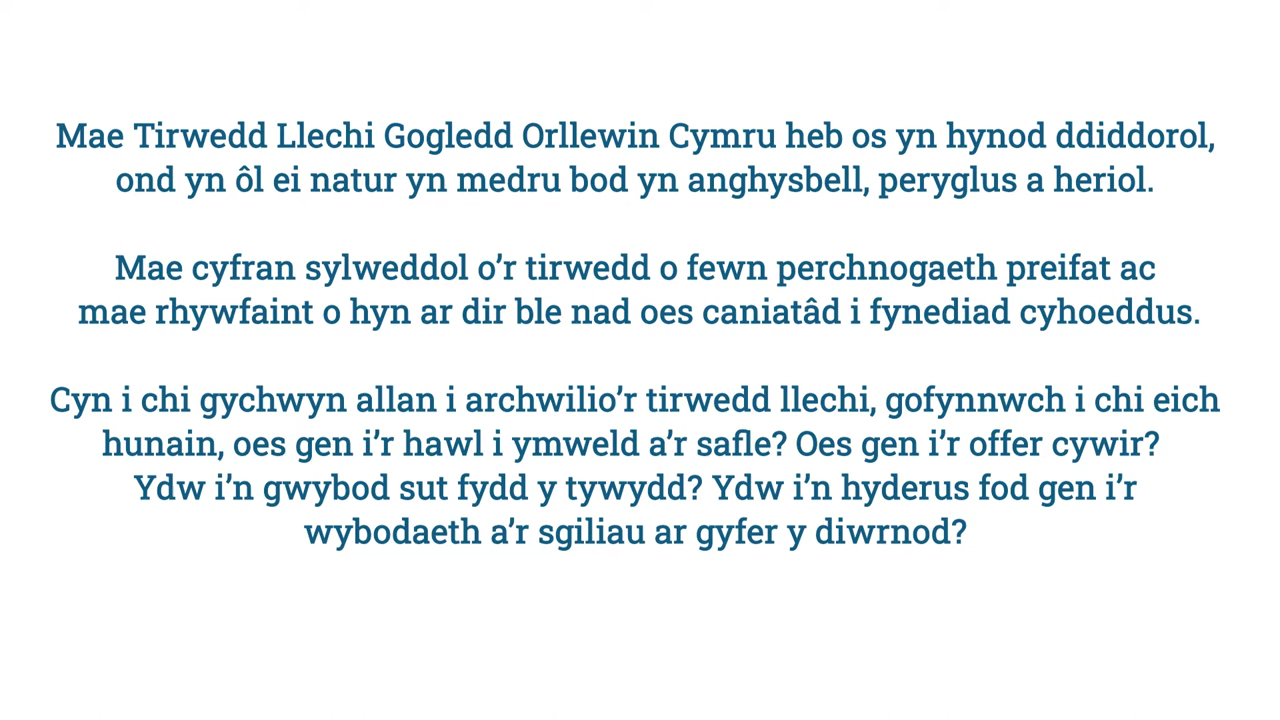 Mae Tirwedd Llechi Gogledd Orllewin Cymru heb os yn hynod ddiddorol,
ond yn ôl ei natur yn medru bod yn anghysbell, peryglus a heriol.
Mae cyfran sylweddol o’r tirwedd o fewn perchnogaeth preifat ac
mae rhywfaint o hyn ar dir ble nad oes caniatâd i fynediad cyhoeddus.
Cyn i chi gychwyn allan i archwilio’r tirwedd llechi, gofynnwch i chi eich
hunain, oes gen i’r hawl i ymweld a’r safle? Oes gen i’r offer cywir?
Ydw i’n gwybod sut fydd y tywydd? Ydw i’n hyderus fod gen i’r
wybodaeth a’r sgiliau ar gyfer y diwrnod?